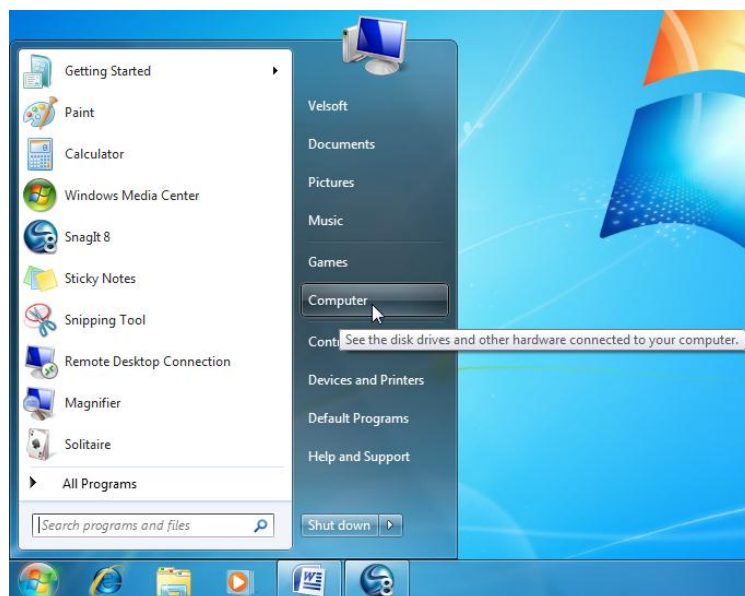 Getting Started
Paint
Calculator
Windows Media Center
SnagIt 8
Sticky Notes
Snipping Tool
Remote Desktop Connection
Magnifier
Solitaire
All Programs
Search programs and files
Velsoft
Documents
Pictures
Music
Games
Computer
See the disk drives and other hardware connected to your computer.
Devices and Printers
Default Programs
Help and Support
Shut down